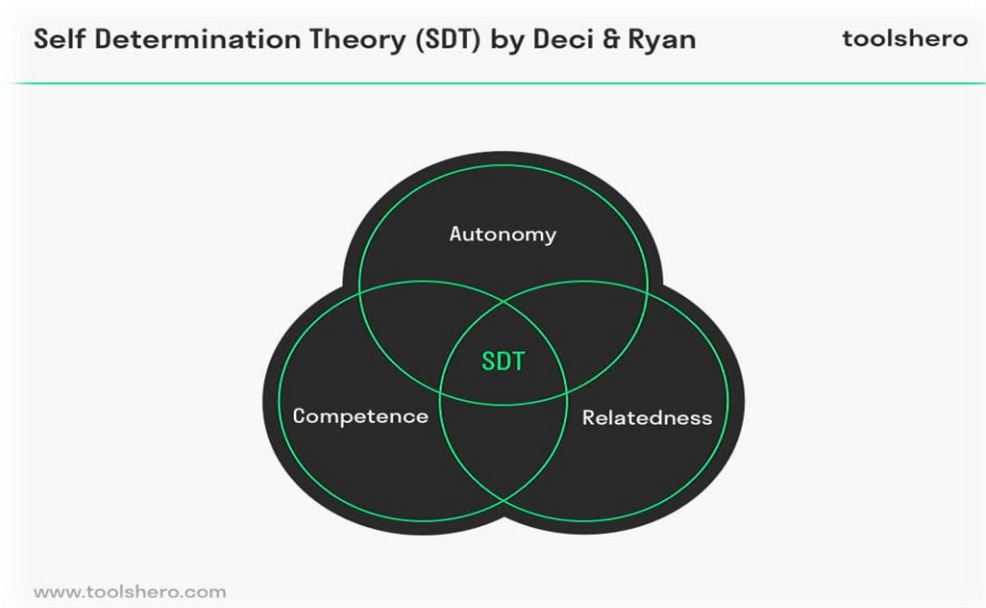 Self Determination Theory (SDT) by Deci & Ryan
toolshero
Autonomy
SDT
Competence
Relatedness
www.toolshero.com